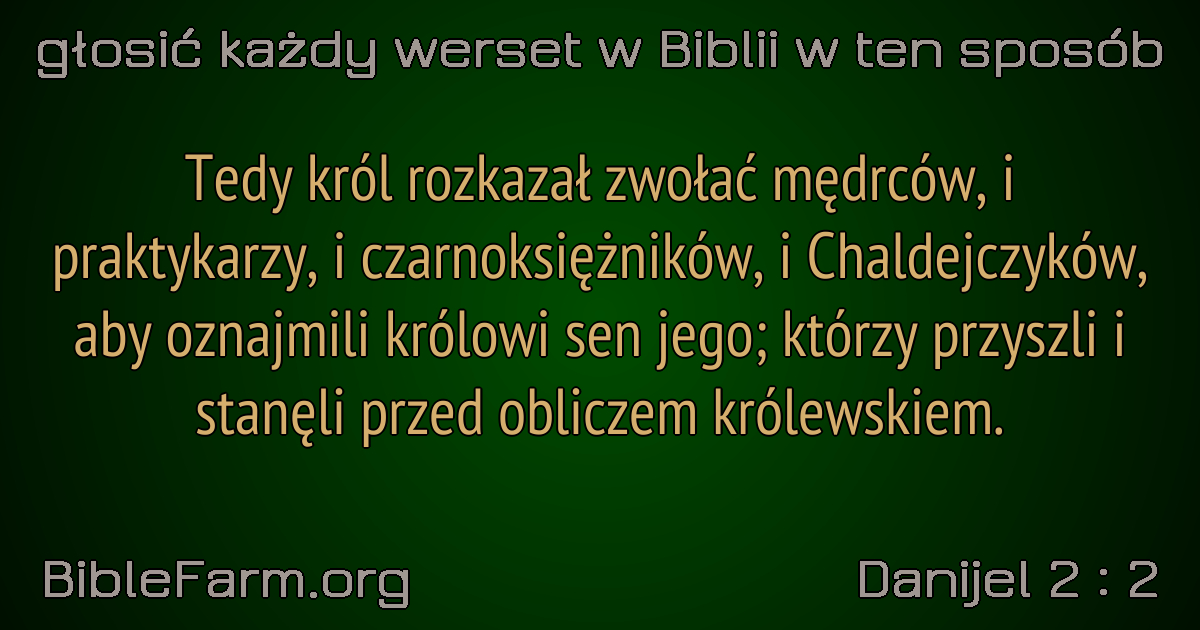 głosić każdy werset w Biblii w ten sposób
Tedy król rozkazał zwołać mędrców, i
praktykarzy, i czarnoksiężników, i Chaldejczyków,
aby oznajmili królowi sen jego; którzy przyszli i
stanęli przed obliczem królewskiem.
BibleFarm.org
Danijel 2 : 2